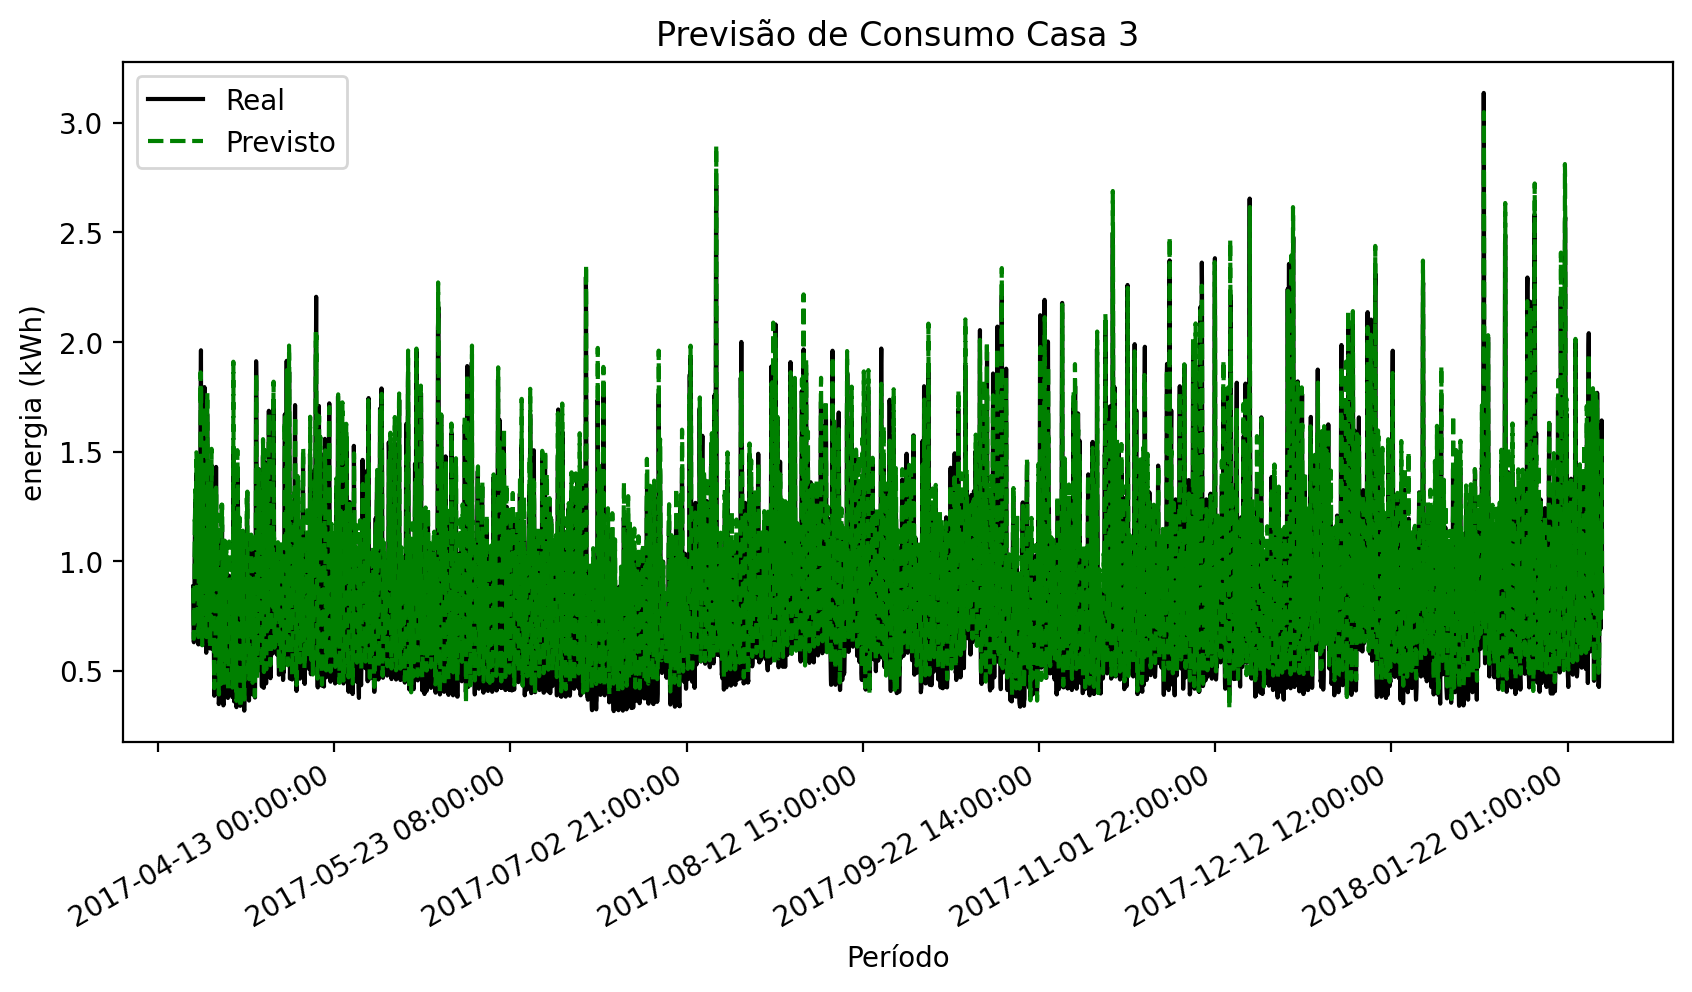 Previsão de Consumo Casa 3
Real
Previsto
energia (kWh)
3.0
2.5
2.0
1.5
1.0
0.5
2017-04-13 00:00:00
2017-05-23 08:00:00
2017-07-02 21:00:00
2017-08-12 15:00:00
2017-09-22 14:00:00
2017-11-01 22:00:00
2017-12-12 12:00:00
2018-01-22 01:00:00
Período